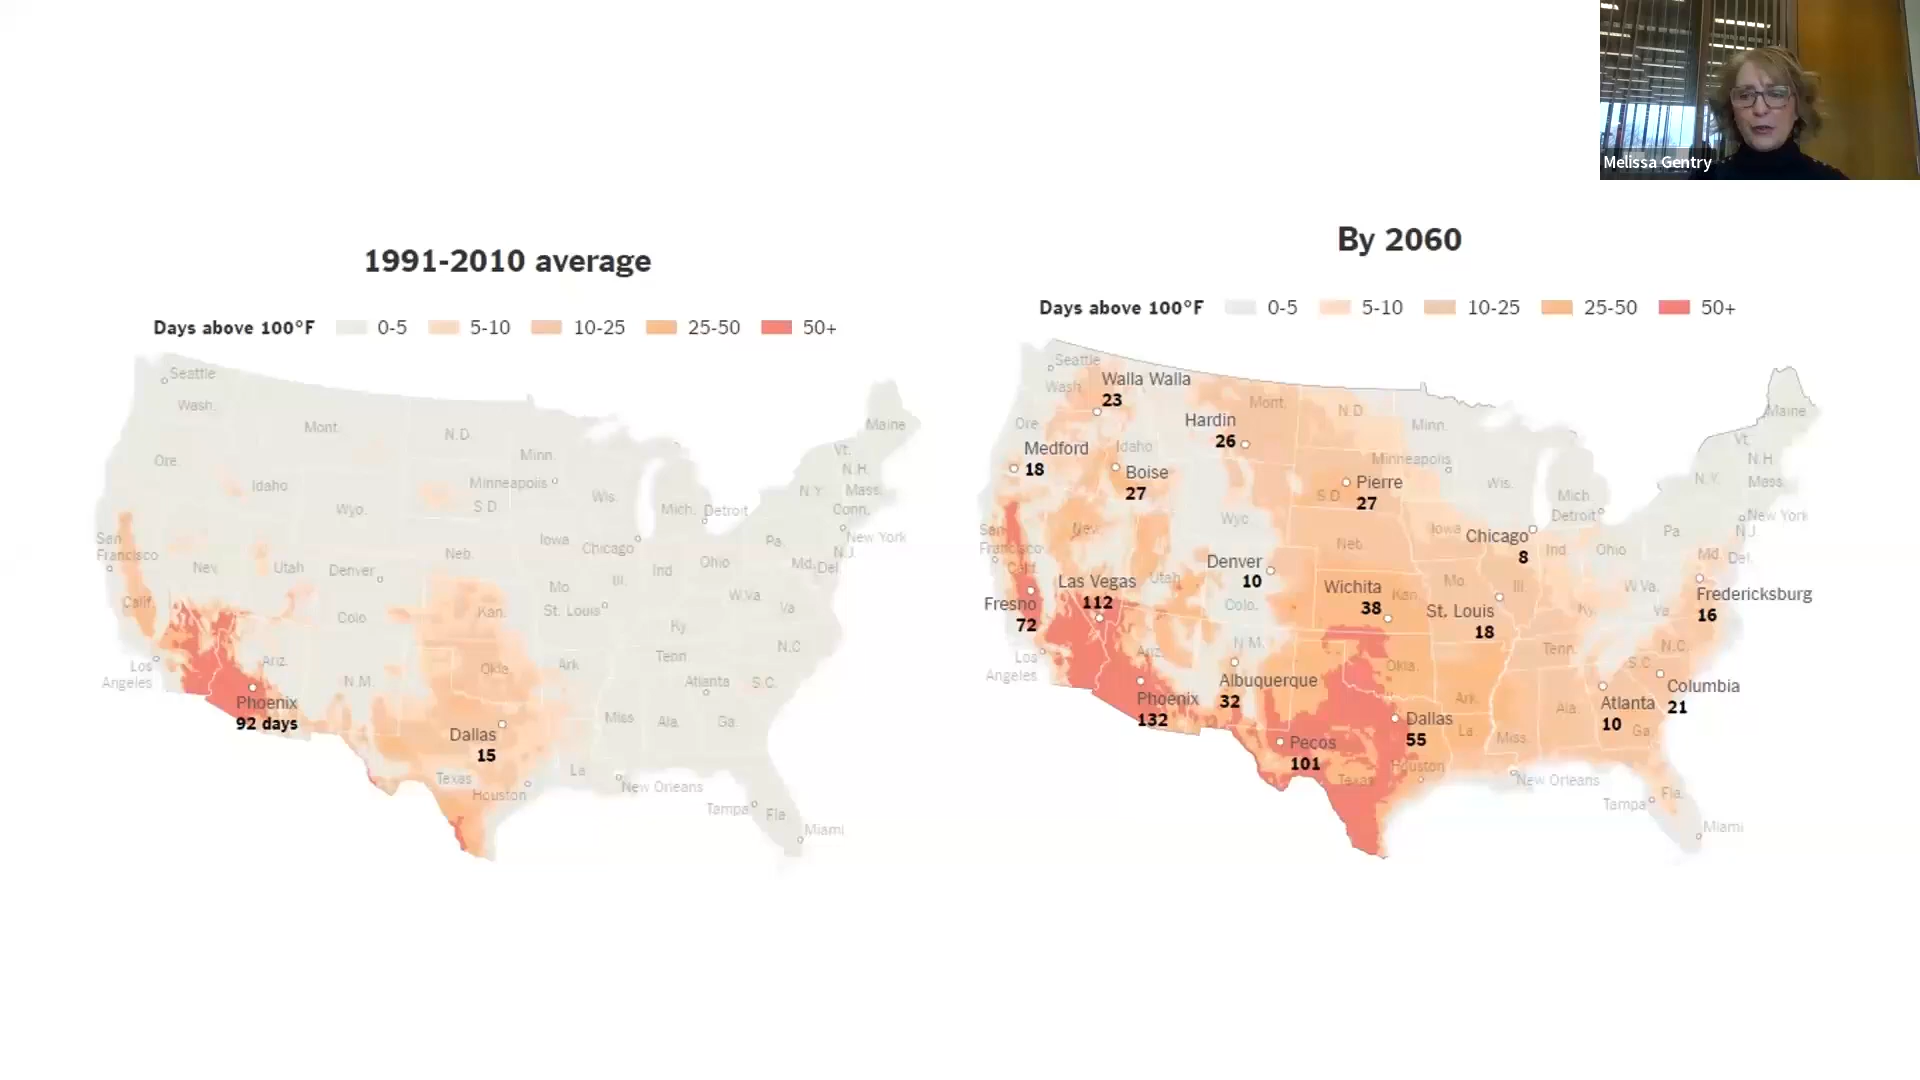 Melissa Gentry
1991-2010 average
Days above 100°F 0-5 5-10 10-25 25-50 50+
Seattle
Wash.
Mont.
N.D.
Maine
Ore.
Idaho
Minn.
Vt.
N.H.
Minneapolis
S.D.
Wis.
N.Y.
Mass.
Wyo.
Mich.
Detroit
Conn.
San
Francisco
Nev.
Utah
Denver
Neb.
Iowa
Chicago
Ind.
Ohio
Pa.
New York
N.J.
Md.
Del.
Calif.
Colo.
Kan.
Mo.
Ill.
St. Louis
W.Va.
Va.
Ky.
N.C.
Los
Angeles
Ariz.
N.M.
Okla.
Ark.
Tenn.
Atlanta
S.C.
Phoenix
92 days
Dallas
15
Miss.
Ala.
Ga.
Texas
Houston
La.
New Orleans
Tampa
Fla.
Miami
By 2060
Days above 100°F 0-5 5-10 10-25 25-50 50+
Seattle
Wash.
Walla Walla
23
Mont.
N.D.
Maine
Ore.
Hardin
26
Minn.
Medford
18
Idaho
Boise
27
Minneapolis
S.D.
Pierre
27
Wis.
Mich.
Detroit
Vt.
N.H.
N.Y.
Mass.
New York
N.J.
San
Francisco
Calif.
Nev.
Wyo.
Neb.
Iowa
Chicago
8
Ind.
Ohio
Pa.
Md.
Del.
Denver
10
Las Vegas
112
Utah
Colo.
Wichita
38
Kan.
Mo.
Ill.
St. Louis
18
W.Va.
Va.
Ky.
Fredericksburg
16
Fresno
72
Los
Angeles
Ariz.
N.M.
Okla.
Tenn.
N.C.
S.C.
Albuquerque
32
Phoenix
132
Ark.
Atlanta
10
Columbia
21
Dallas
55
Pecos
101
La.
Miss.
Ala.
Ga.
Texas
Houston
New Orleans
Tampa
Fla.
Miami